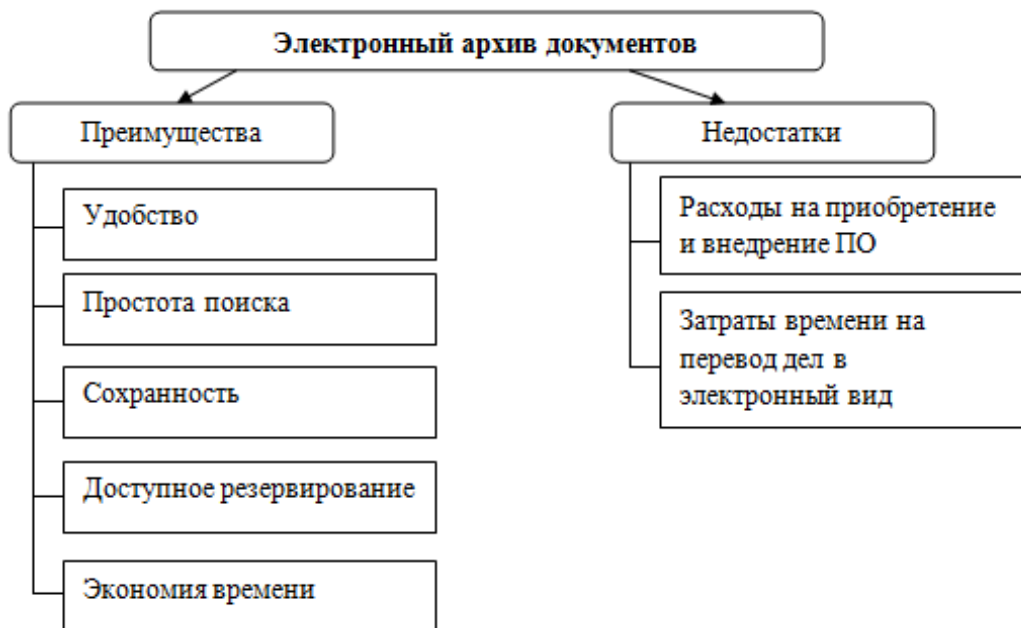 Электронный архив документов
Преимущества
Удобство
Простота поиска
Сохранность
Доступное резервирование
Экономия времени
Недостатки
Расходы на приобретение
и внедрение ПО
Затраты времени на
перевод дел в
электронный вид